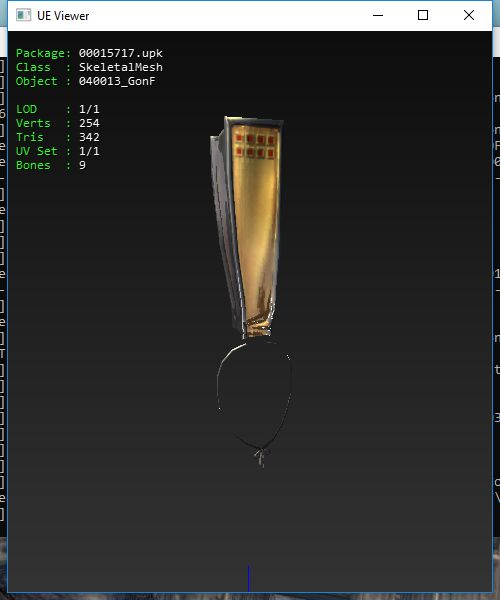 UE Viewer
Package: 00015717.upk
Class  : SkeletalMesh
Object : 040013_GonF
LOD    : 1/1
Verts  : 254
Tris   : 342
UV Set : 1/1
Bones  : 9